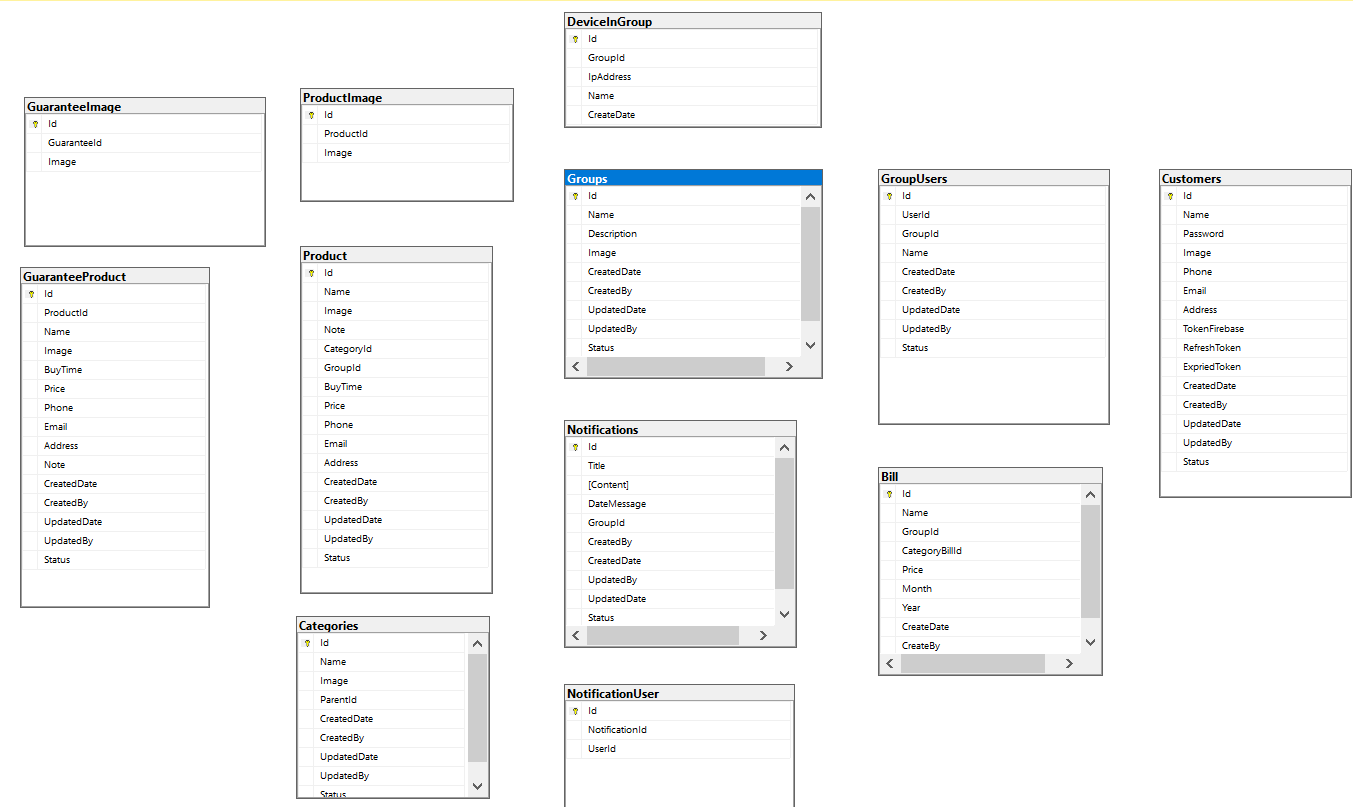 GuaranteeImage
Id
GuaranteeId
Image
GuaranteeProduct
Id
ProductId
Name
Image
BuyTime
Price
Phone
Email
Address
Note
CreatedDate
CreatedBy
UpdatedDate
UpdatedBy
Status
ProductImage
Id
ProductId
Image
Product
Id
Name
Image
Note
CategoryId
GroupId
BuyTime
Price
Phone
Email
Address
CreatedDate
CreatedBy
UpdatedDate
UpdatedBy
Status
Categories
Id
Name
Image
ParentId
CreatedDate
CreatedBy
UpdatedDate
UpdatedBy
Status
DeviceInGroup
Id
GroupId
IpAddress
Name
CreateDate
Groups
Id
Name
Description
Image
CreatedDate
CreatedBy
UpdatedDate
UpdatedBy
Status
Notifications
Id
Title
[Content]
DateMessage
GroupId
CreatedBy
CreatedDate
UpdatedBy
UpdatedDate
Status
NotificationUser
Id
NotificationId
UserId
GroupUsers
Id
UserId
GroupId
Name
CreatedDate
CreatedBy
UpdatedDate
UpdatedBy
Status
Bill
Id
Name
GroupId
CategoryBillId
Price
Month
Year
CreateDate
CreateBy
Customers
Id
Name
Password
Image
Phone
Email
Address
TokenFirebase
RefreshToken
ExpriedToken
CreatedDate
CreatedBy
UpdatedDate
UpdatedBy
Status